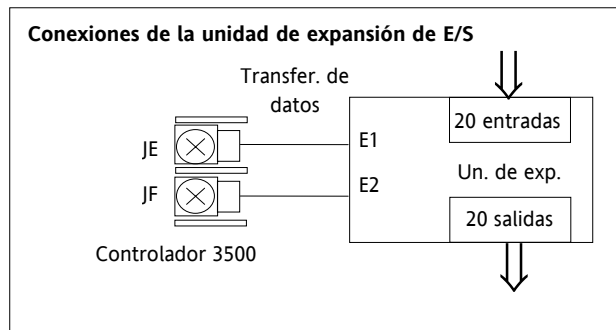 Conexiones de la unidad de expansión de E/S
Transfer. de
datos
20 entradas
JE
E1
Un. de exp.
JF
E2
20 salidas
Controlador 3500